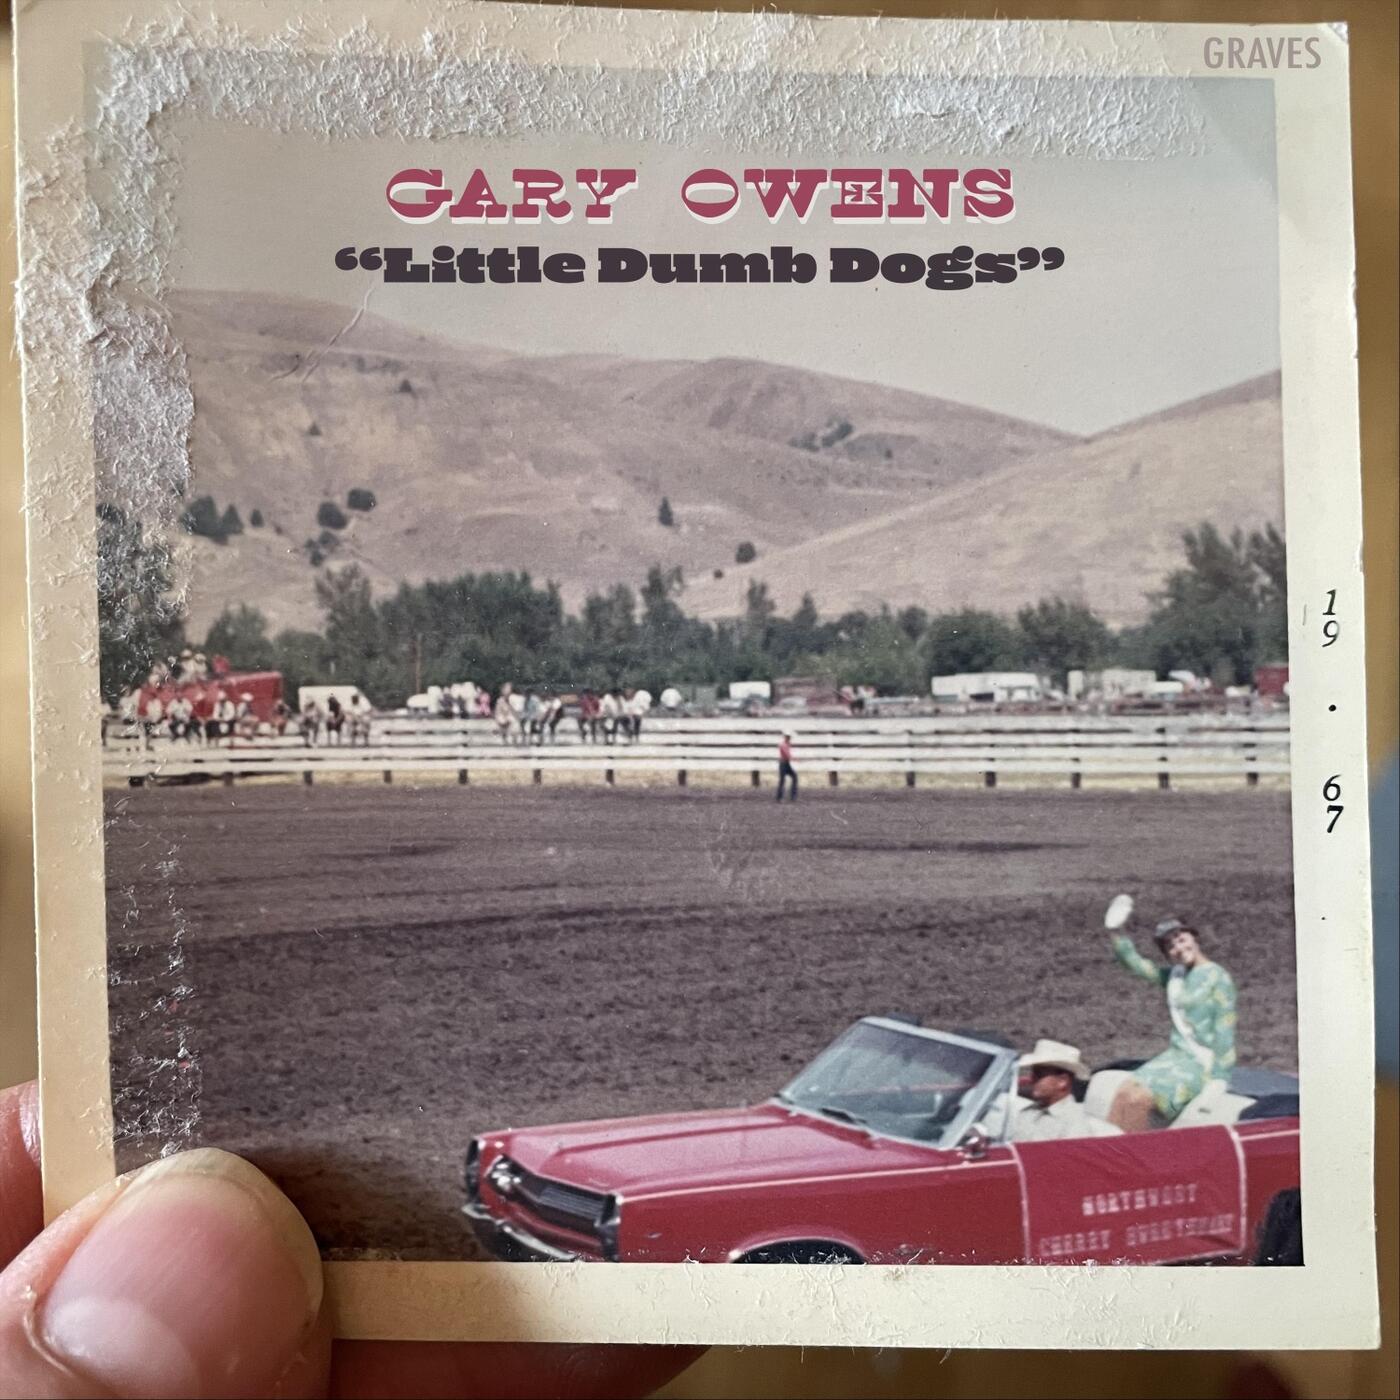 GRAVES
GARY OWENS
“Little Dumb Dogs”
19 · 67
NORTHWEST
CHERRY SWEETHEART